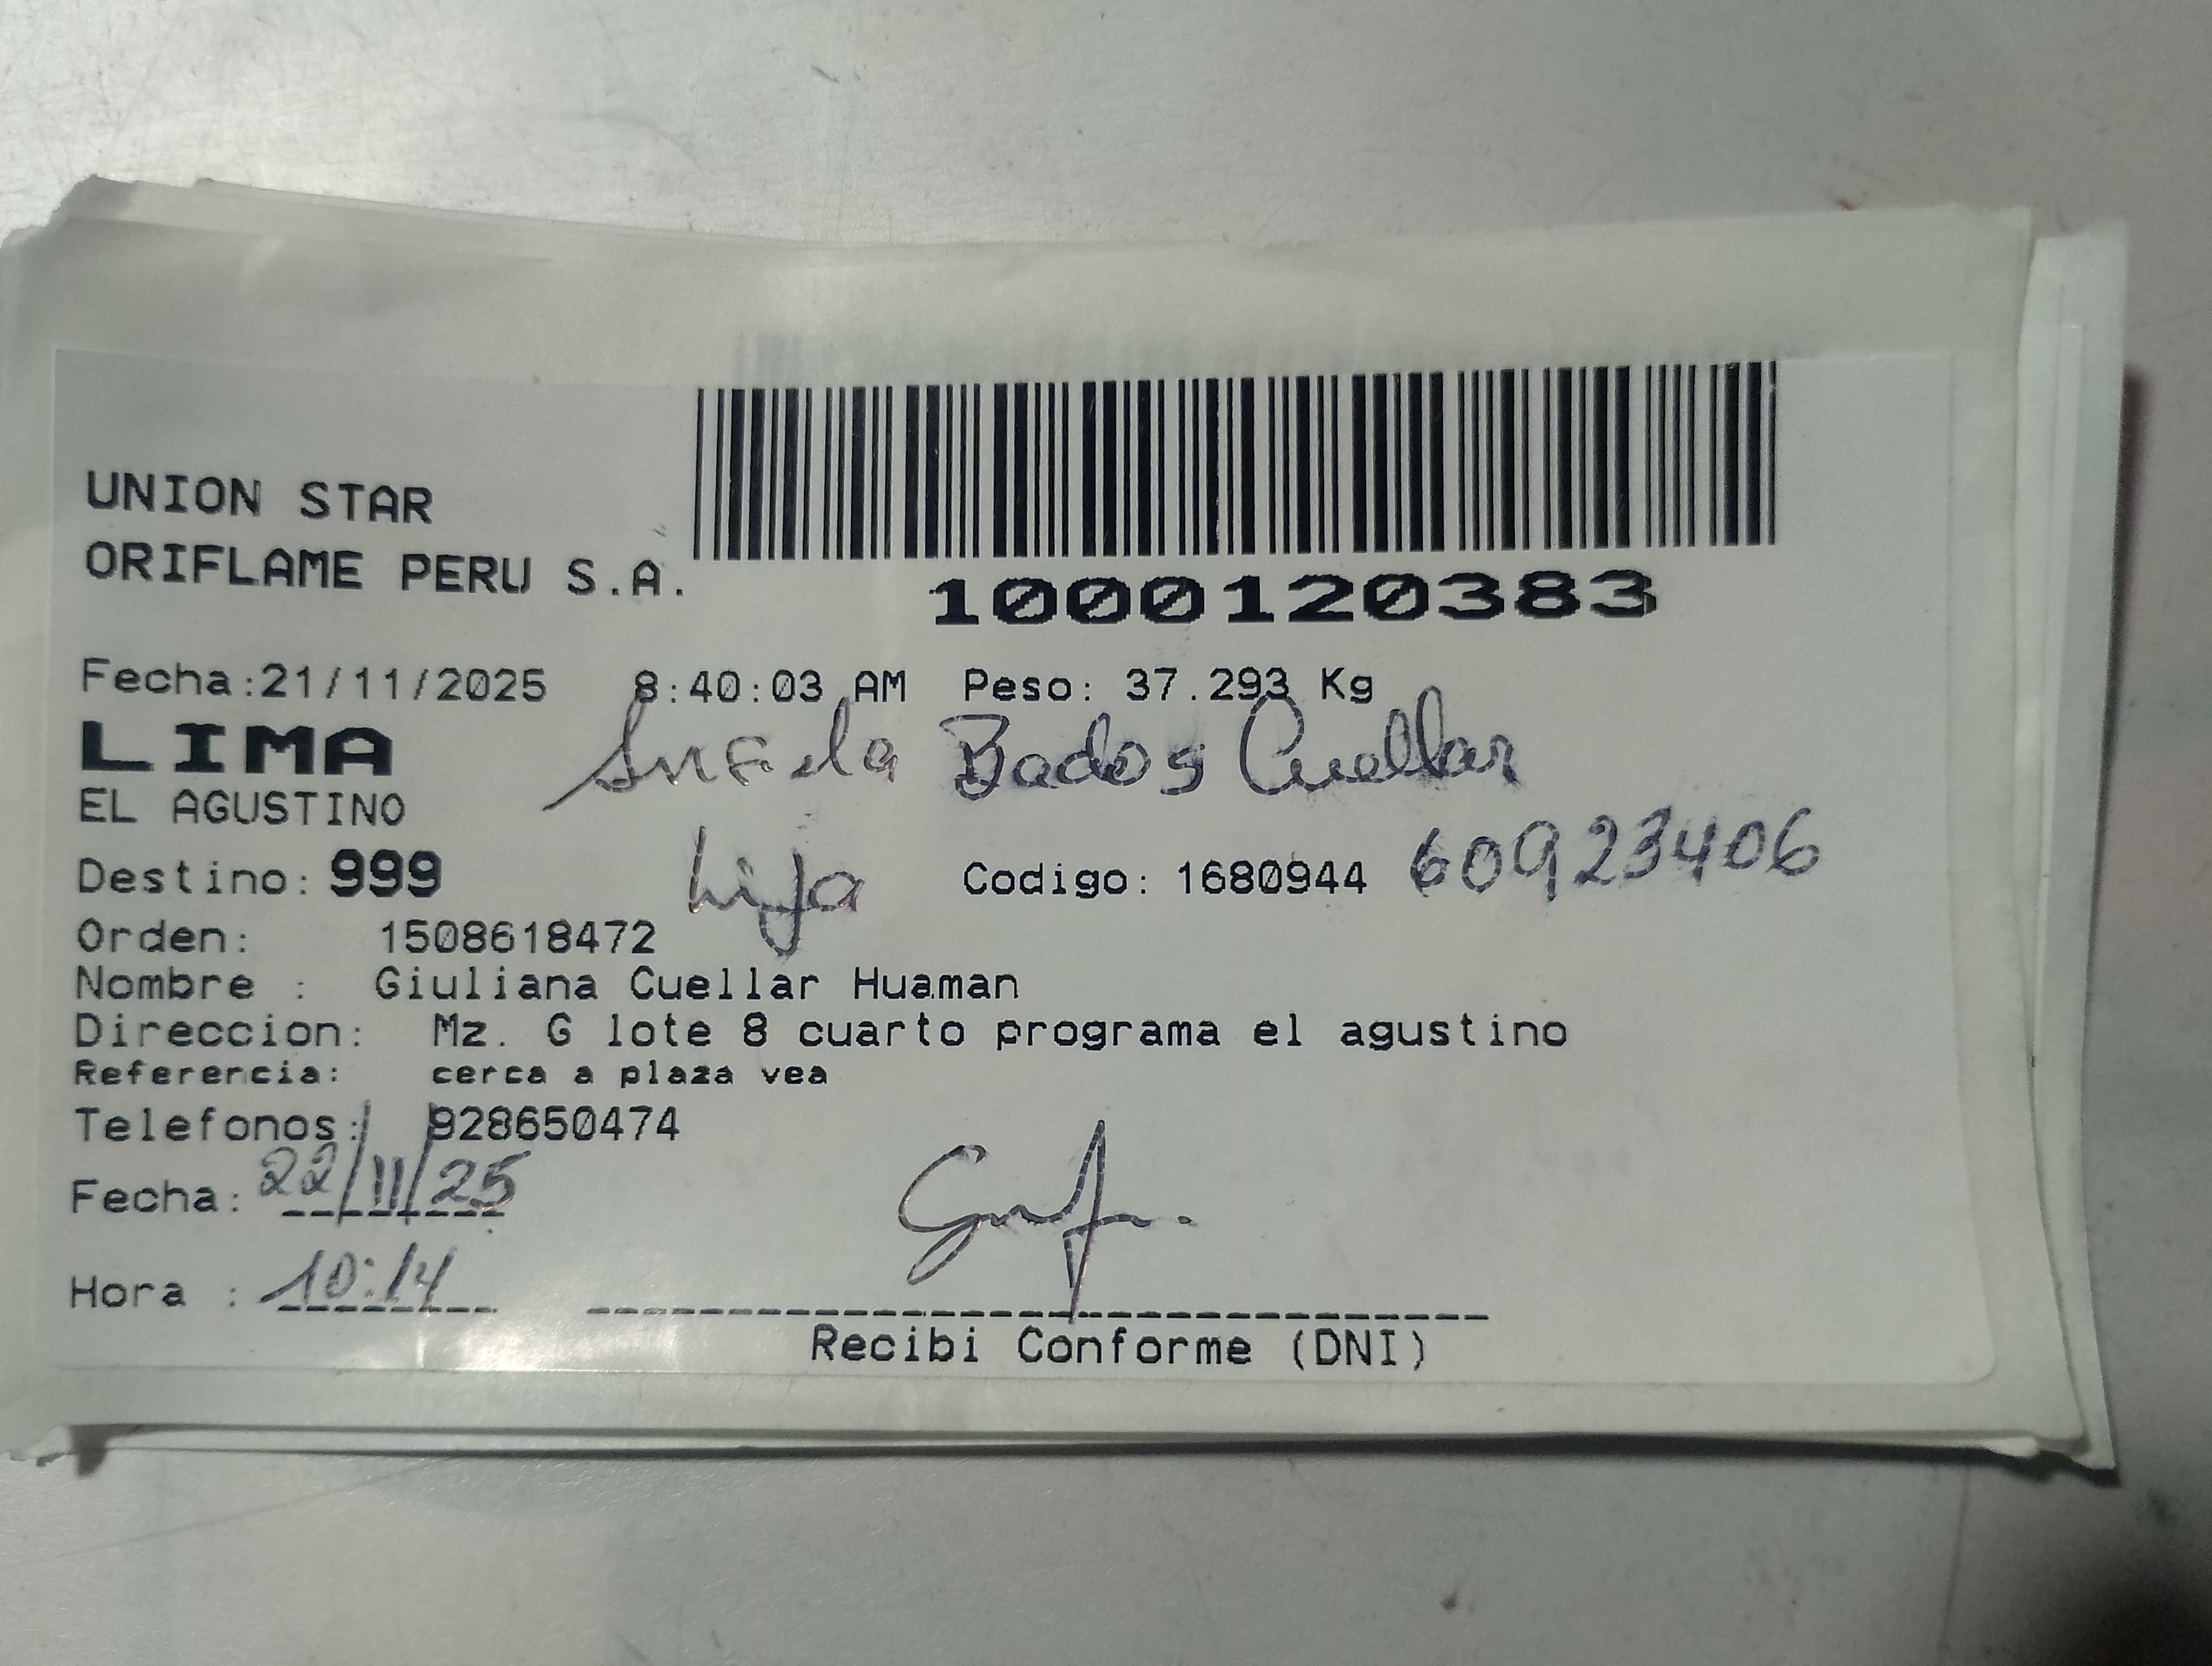 UNION STAR
ORIFLAME PERU S.A.
1000120383
Fecha:21/11/2025 8:40:03 AM Peso: 37.293 Kg
LIMA
Bados Cuellar
EL AGUSTINO
Destino: 999 hija Codigo: 1680944 60923406
Orden: 1508618472
Nombre : Giuliana Cuellar Huaman
Direccion: Mz. G lote 8 cuarto programa el agustino
Referencia: cerca a plaza vea
Telefonos: 928650474
Fecha: 22/11/25
Hora : 10:14
Recibi Conforme (DNI)